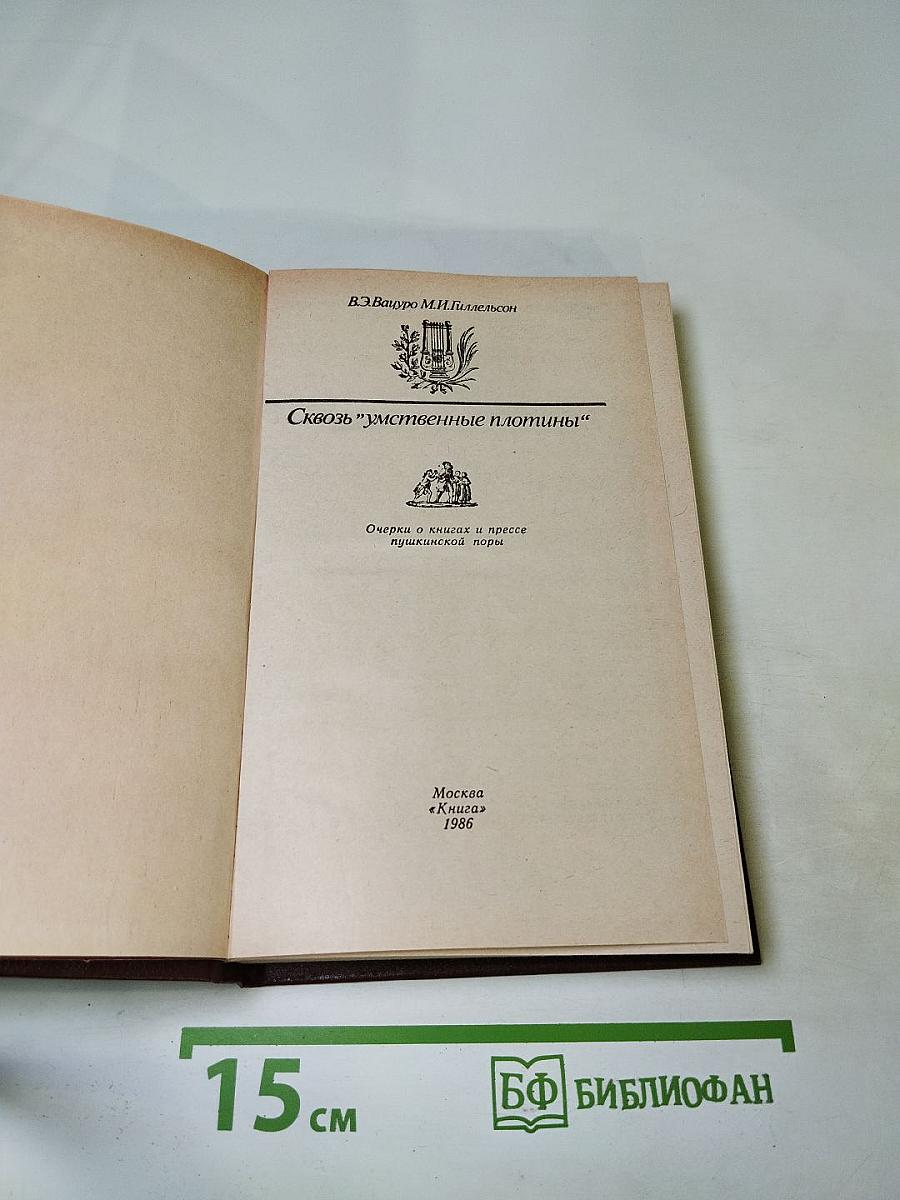 В.Э.Вацуро М.И.Гиллельсон
Сквозь "умственные плотины"
Очерки о книгах и прессе
пушкинской поры
Москва
«Книга»
1986
15 см
БФ БИБЛИОФАН